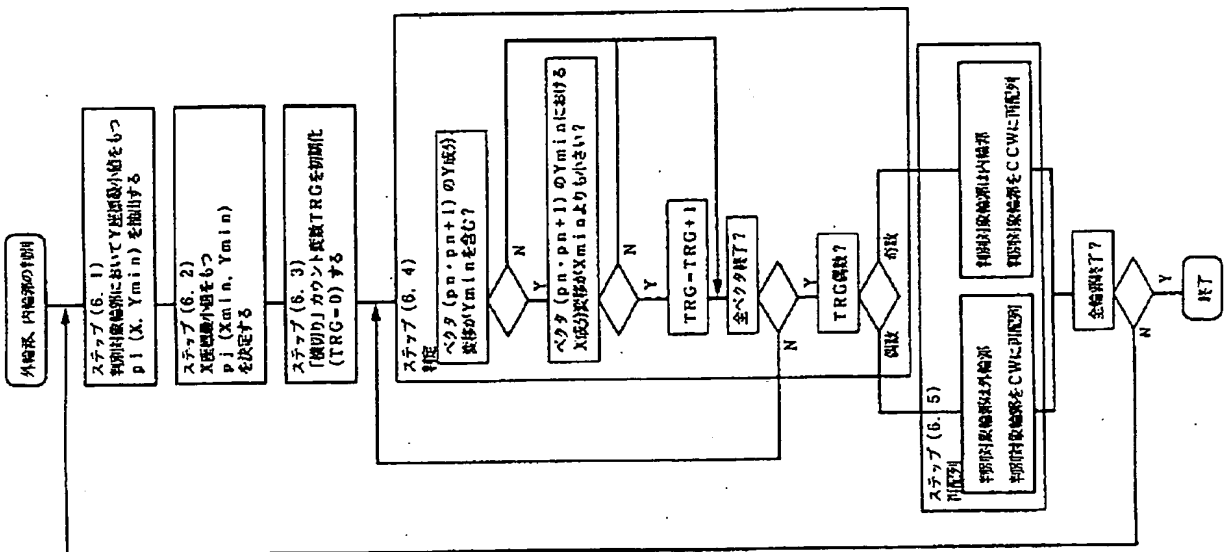 外輪郭、内輪郭の判別
ステップ(6.1)
判別対象輪郭においてY座標最小値をもつ
pi(X, Ymin)を抽出する
ステップ(6.2)
X座標最小値をもつ
pj(Xmin, Ymin)
を決定する
ステップ(6.3)
「横切り」カウント変数TRGを初期化
(TRG=0)する
ステップ(6.4)
判定
ベクタ(pn・pn+1)のY成分
変移がYminを含む?
N
Y
ベクタ(pn・pn+1)のYminにおける
X成分変移がXminよりも小さい?
N
Y
TRG=TRG+1
全ベクタ終了?
N
Y
TRG偶数?
偶数
奇数
ステップ(6.5)
再配列
判別対象輪郭は外輪郭
判別対象輪郭をCWに再配列
判別対象輪郭は内輪郭
判別対象輪郭をCCWに再配列
全輪郭終了?
N
Y
終了